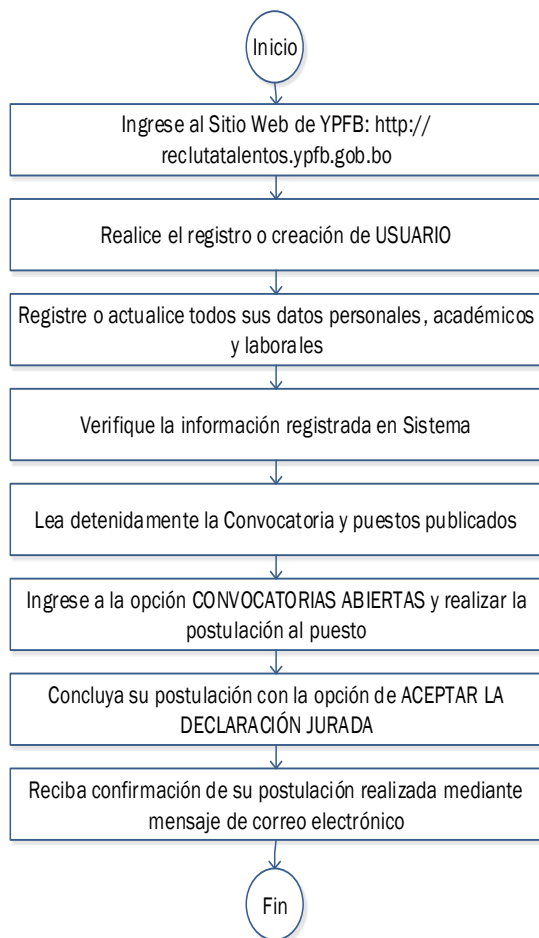 Inicio
Ingrese al Sitio Web de YPFB: http://
reclutatalentos.ypfb.gob.bo
Realice el registro o creación de USUARIO
Registre o actualice todos sus datos personales, académicos
y laborales
Verifique la información registrada en Sistema
Lea detenidamente la Convocatoria y puestos publicados
Ingrese a la opción CONVOCATORIAS ABIERTAS y realizar la
postulación al puesto
Concluya su postulación con la opción de ACEPTAR LA
DECLARACIÓN JURADA
Reciba confirmación de su postulación realizada mediante
mensaje de correo electrónico
Fin